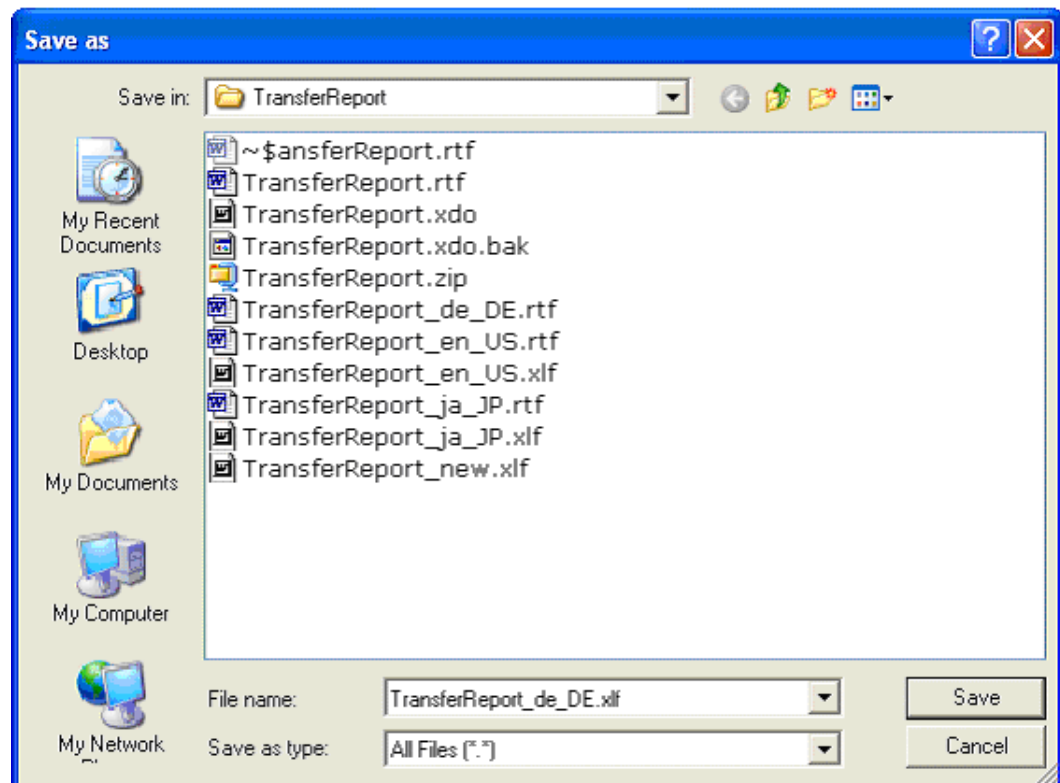 Save as
Save in: TransferReport
My Recent
Documents
Desktop
My Documents
My Computer
My Network
~$ansferReport.rtf
TransferReport.rtf
TransferReport.xdo
TransferReport.xdo.bak
TransferReport.zip
TransferReport_de_DE.rtf
TransferReport_en_US.rtf
TransferReport_en_US.xlf
TransferReport_ja_JP.rtf
TransferReport_ja_JP.xlf
TransferReport_new.xlf
File name: TransferReport_de_DE.xlf Save
Save as type: All Files (*.*) Cancel